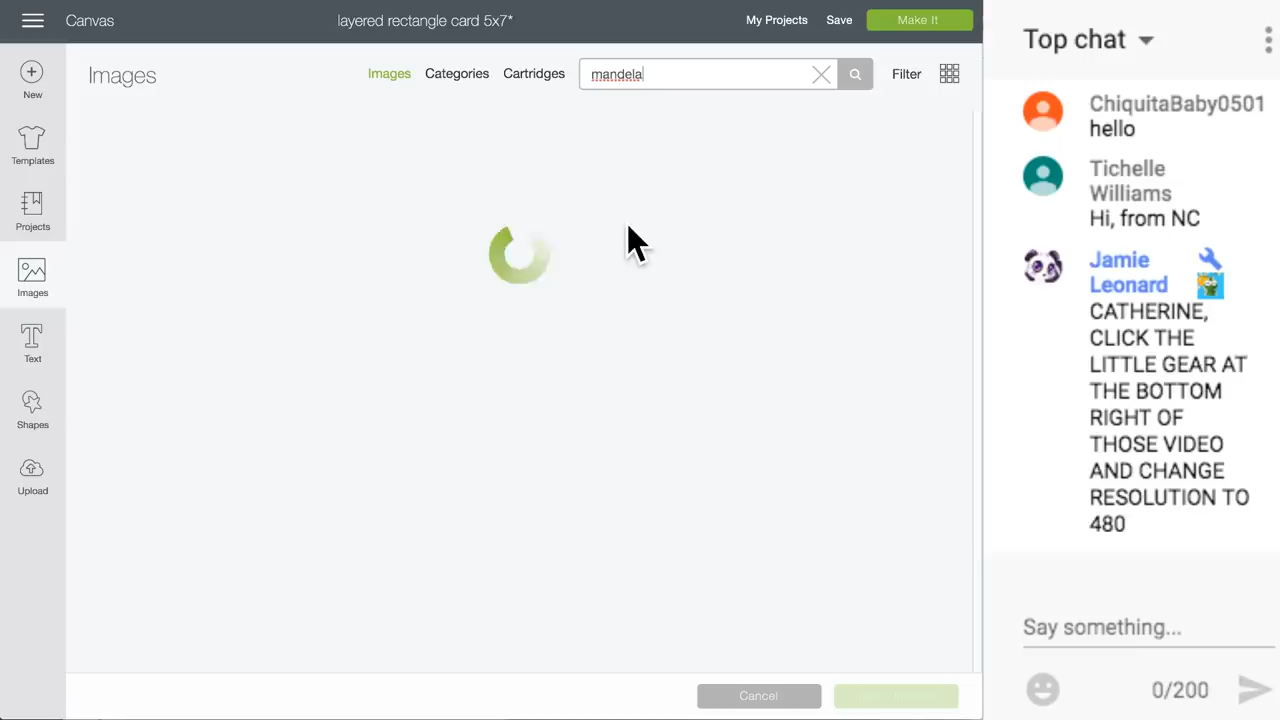 Canvas
layered rectangle card 5x7*
My Projects
Save
Make It
New
Templates
Projects
Images
Text
Shapes
Upload
Images
Images
Categories
Cartridges
mandela
Filter
Cancel
Top chat
ChiquitaBaby0501
hello
Tichelle
Williams
Hi, from NC
Jamie
Leonard
CATHERINE,
CLICK THE
LITTLE GEAR AT
THE BOTTOM
RIGHT OF
THOSE VIDEO
AND CHANGE
RESOLUTION TO
480
Say something...
0/200